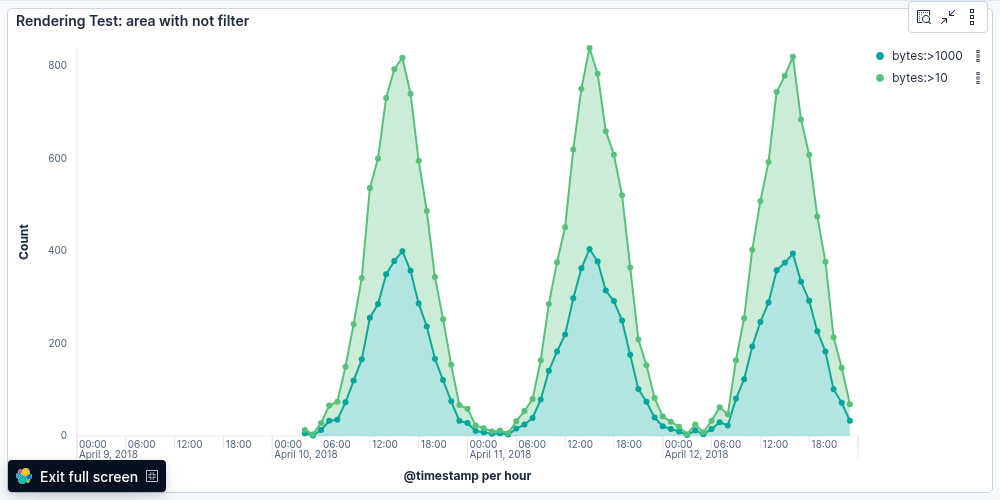 Rendering Test: area with not filter
bytes:>1000
bytes:>10
800
600
400
200
0
Count
00:00 06:00 12:00 18:00 00:00 06:00 12:00 18:00 00:00 06:00 12:00 18:00 00:00 06:00 12:00 18:00
April 9, 2018 April 10, 2018 April 11, 2018 April 12, 2018
@timestamp per hour
Exit full screen